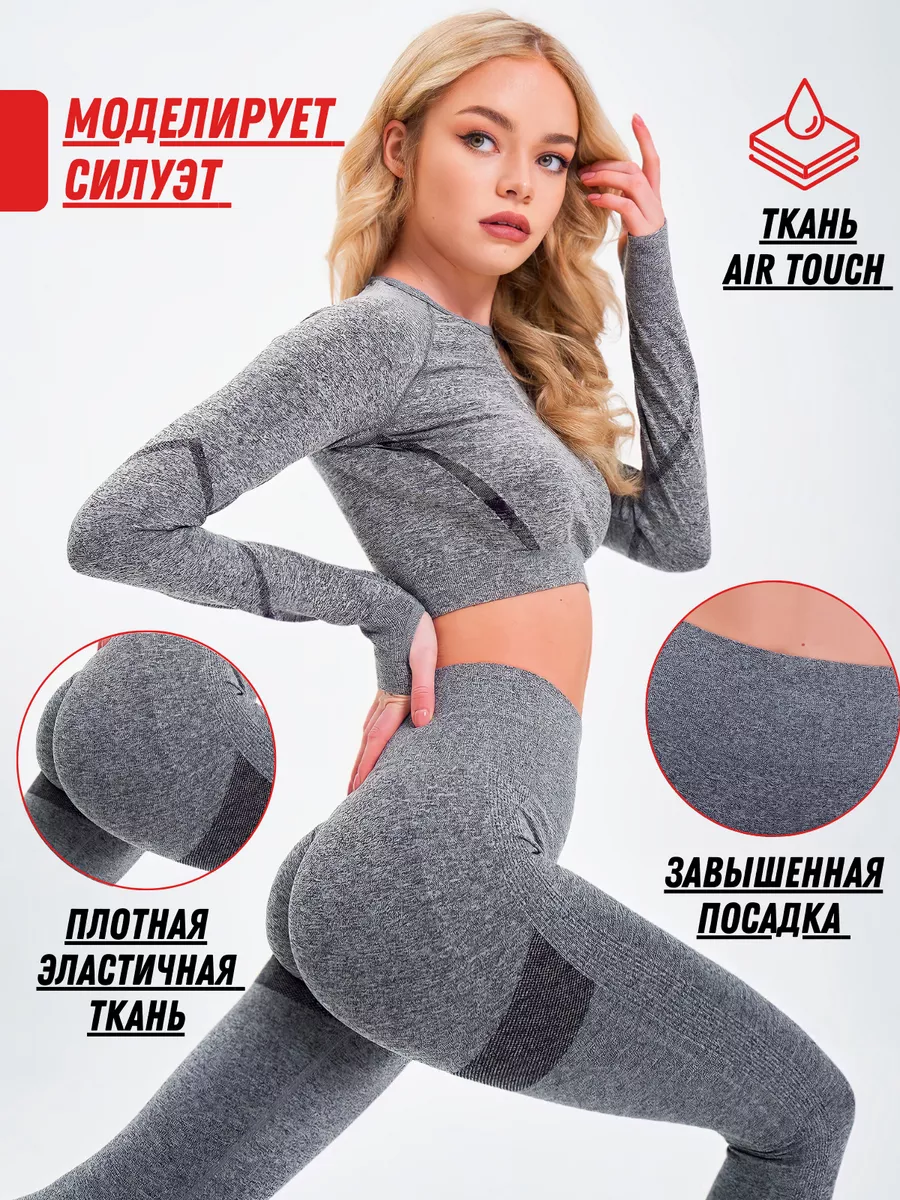 МОДЕЛИРУЕТ
СИЛУЭТ
ТКАНЬ
AIR TOUCH
ПЛОТНАЯ
ЭЛАСТИЧНАЯ
ТКАНЬ
ЗАВЫШЕННАЯ
ПОСАДКА